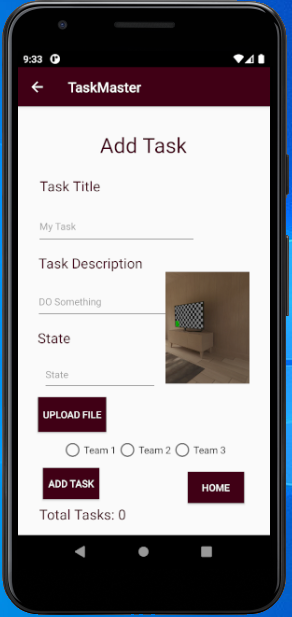 9:33
TaskMaster
Add Task
Task Title
My Task
Task Description
DO Something
State
State
UPLOAD FILE
Team 1 Team 2 Team 3
ADD TASK
HOME
Total Tasks: 0